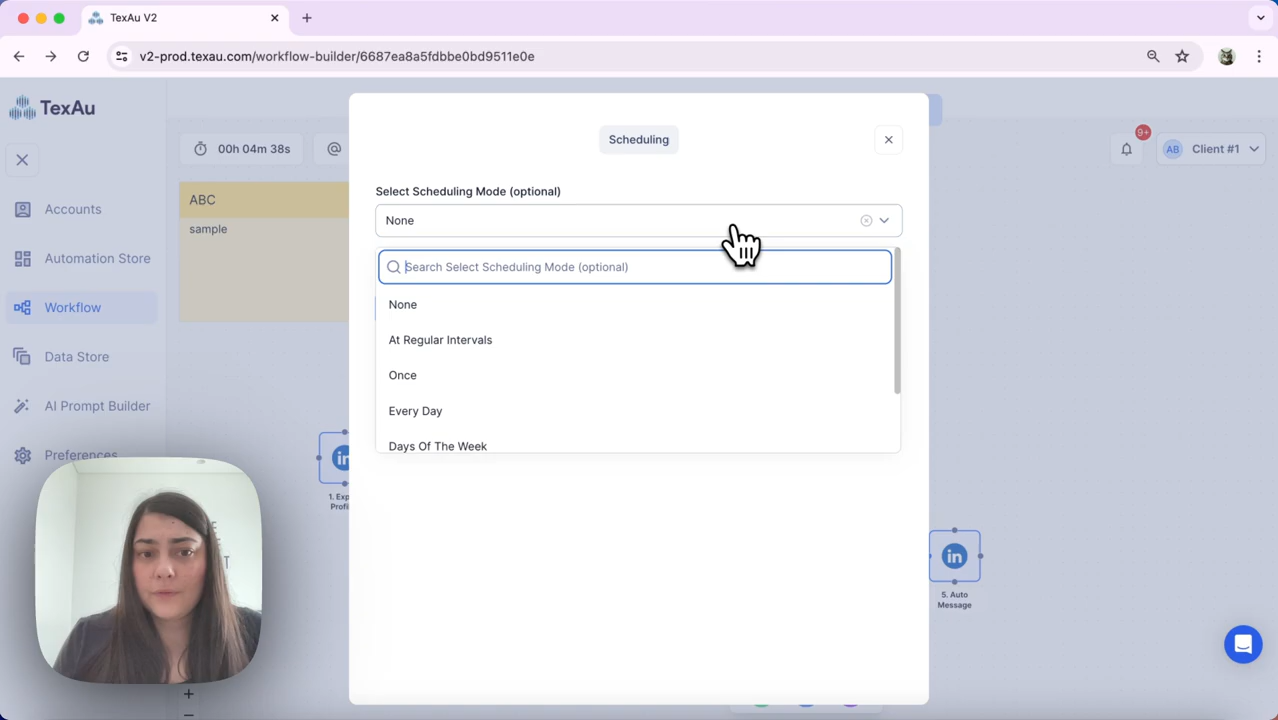 TexAu V2
v2-prod.texau.com/workflow-builder/6687ea8a5fdbbe0bd9511e0e
TexAu
00h 04m 38s
Scheduling
9+
AB
Client #1
ABC
sample
Accounts
Automation Store
Workflow
Data Store
AI Prompt Builder
Preferences
Select Scheduling Mode (optional)
None
Search Select Scheduling Mode (optional)
None
At Regular Intervals
Once
Every Day
Days Of The Week
in
1. Exp
Profi
in
5. Auto
Message